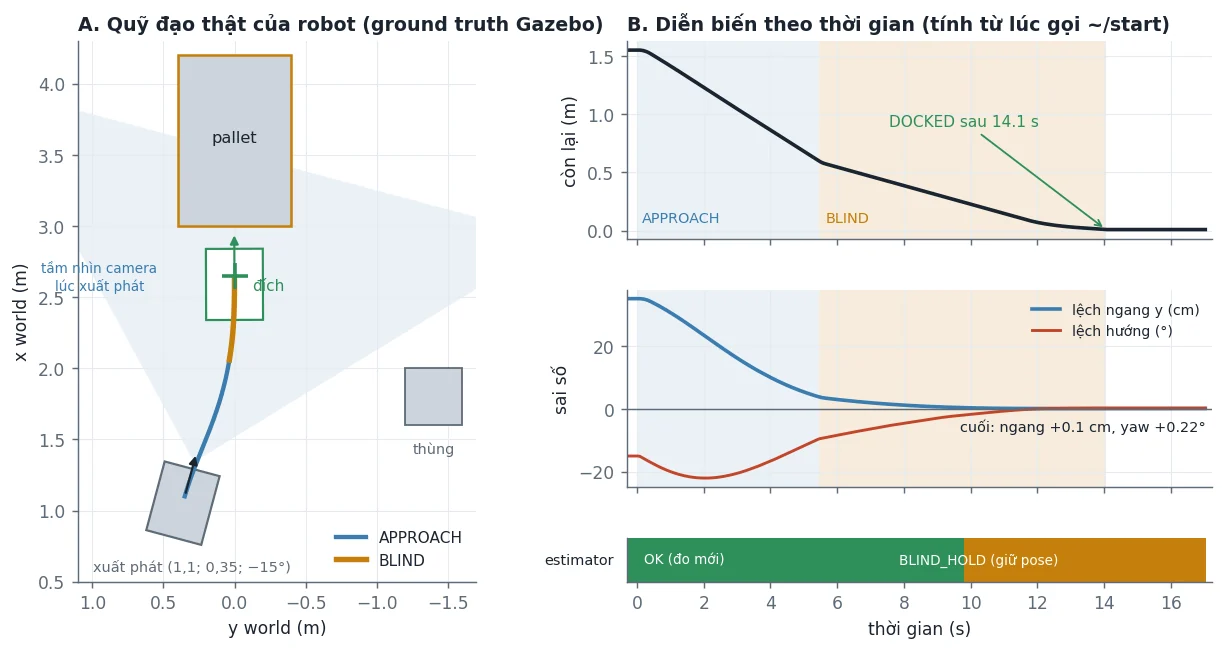 A. Quỹ đạo thật của robot (ground truth Gazebo)
4.0
3.5
3.0
2.5
2.0
1.5
1.0
0.5
x world (m)
pallet
tầm nhìn camera
lúc xuất phát
đích
thùng
xuất phát (1,1; 0,35; −15°)
APPROACH
BLIND
1.0
0.5
0.0
−0.5
−1.0
−1.5
y world (m)
B. Diễn biến theo thời gian (tính từ lúc gọi ~/start)
1.5
1.0
0.5
0.0
còn lại (m)
DOCKED sau 14.1 s
APPROACH
BLIND
20
0
−20
sai số
lệch ngang y (cm)
lệch hướng (°)
cuối: ngang +0.1 cm, yaw +0.22°
estimator
OK (đo mới)
BLIND_HOLD (giữ pose)
0
2
4
6
8
10
12
14
16
thời gian (s)